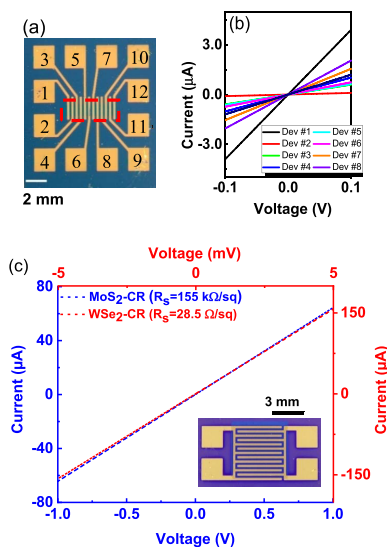 (a)
3 5 7 10
1 12
2 11
4 6 8 9
2 mm
(b)
Current (µA)
3.0
0.0
-3.0
Dev #1 Dev #5
Dev #2 Dev #6
Dev #3 Dev #7
Dev #4 Dev #8
-0.1 0.0 0.1
Voltage (V)
(c)
Voltage (mV)
-5 0 5
MoS2-CR (Rs=155 kΩ/sq)
WSe2-CR (Rs=28.5 Ω/sq)
Current (µA)
80
40
0
-40
-80
150
0
-150
Current (µA)
3 mm
-1.0 -0.5 0.0 0.5 1.0
Voltage (V)